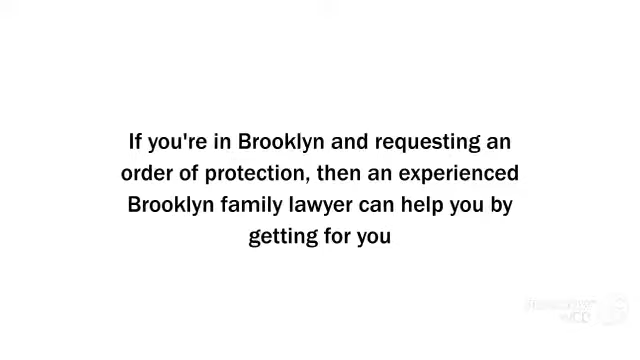 If you're in Brooklyn and requesting an
order of protection, then an experienced
Brooklyn family lawyer can help you by
getting for you